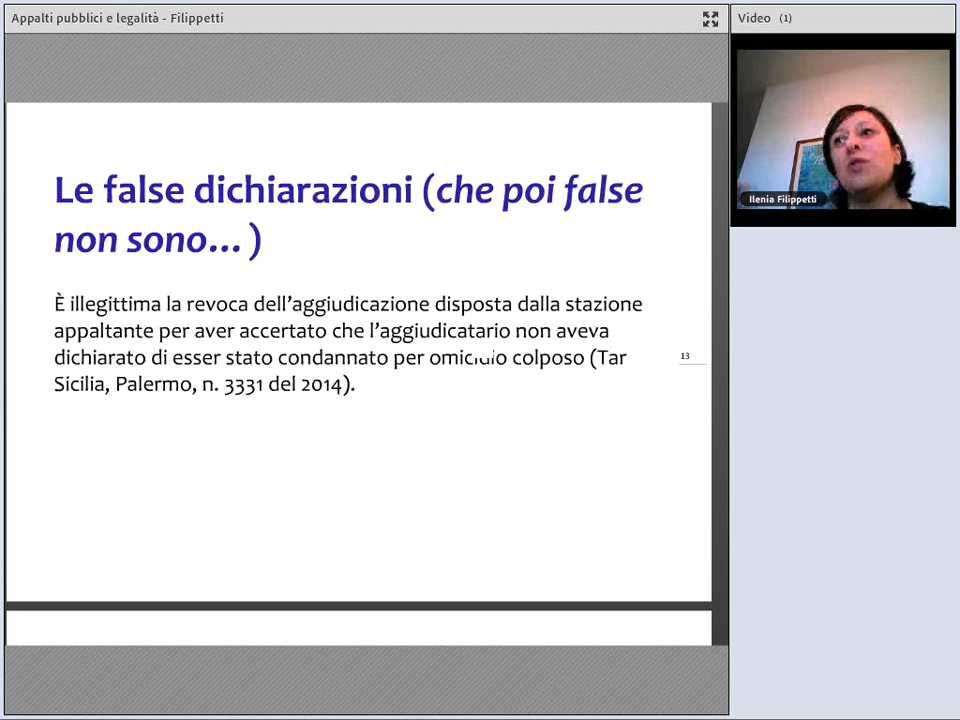 Appalti pubblici e legalità - Filippetti
Video (1)
Ilenia Filippetti
Le false dichiarazioni (che poi false
non sono…)
È illegittima la revoca dell’aggiudicazione disposta dalla stazione
appaltante per aver accertato che l’aggiudicatario non aveva
dichiarato di esser stato condannato per omicidio colposo (Tar
Sicilia, Palermo, n. 3331 del 2014).
13